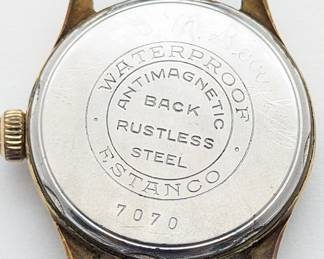 WATERPROOF
ANTIMAGNETIC
BACK
RUSTLESS
STEEL
ESTANCO
7070